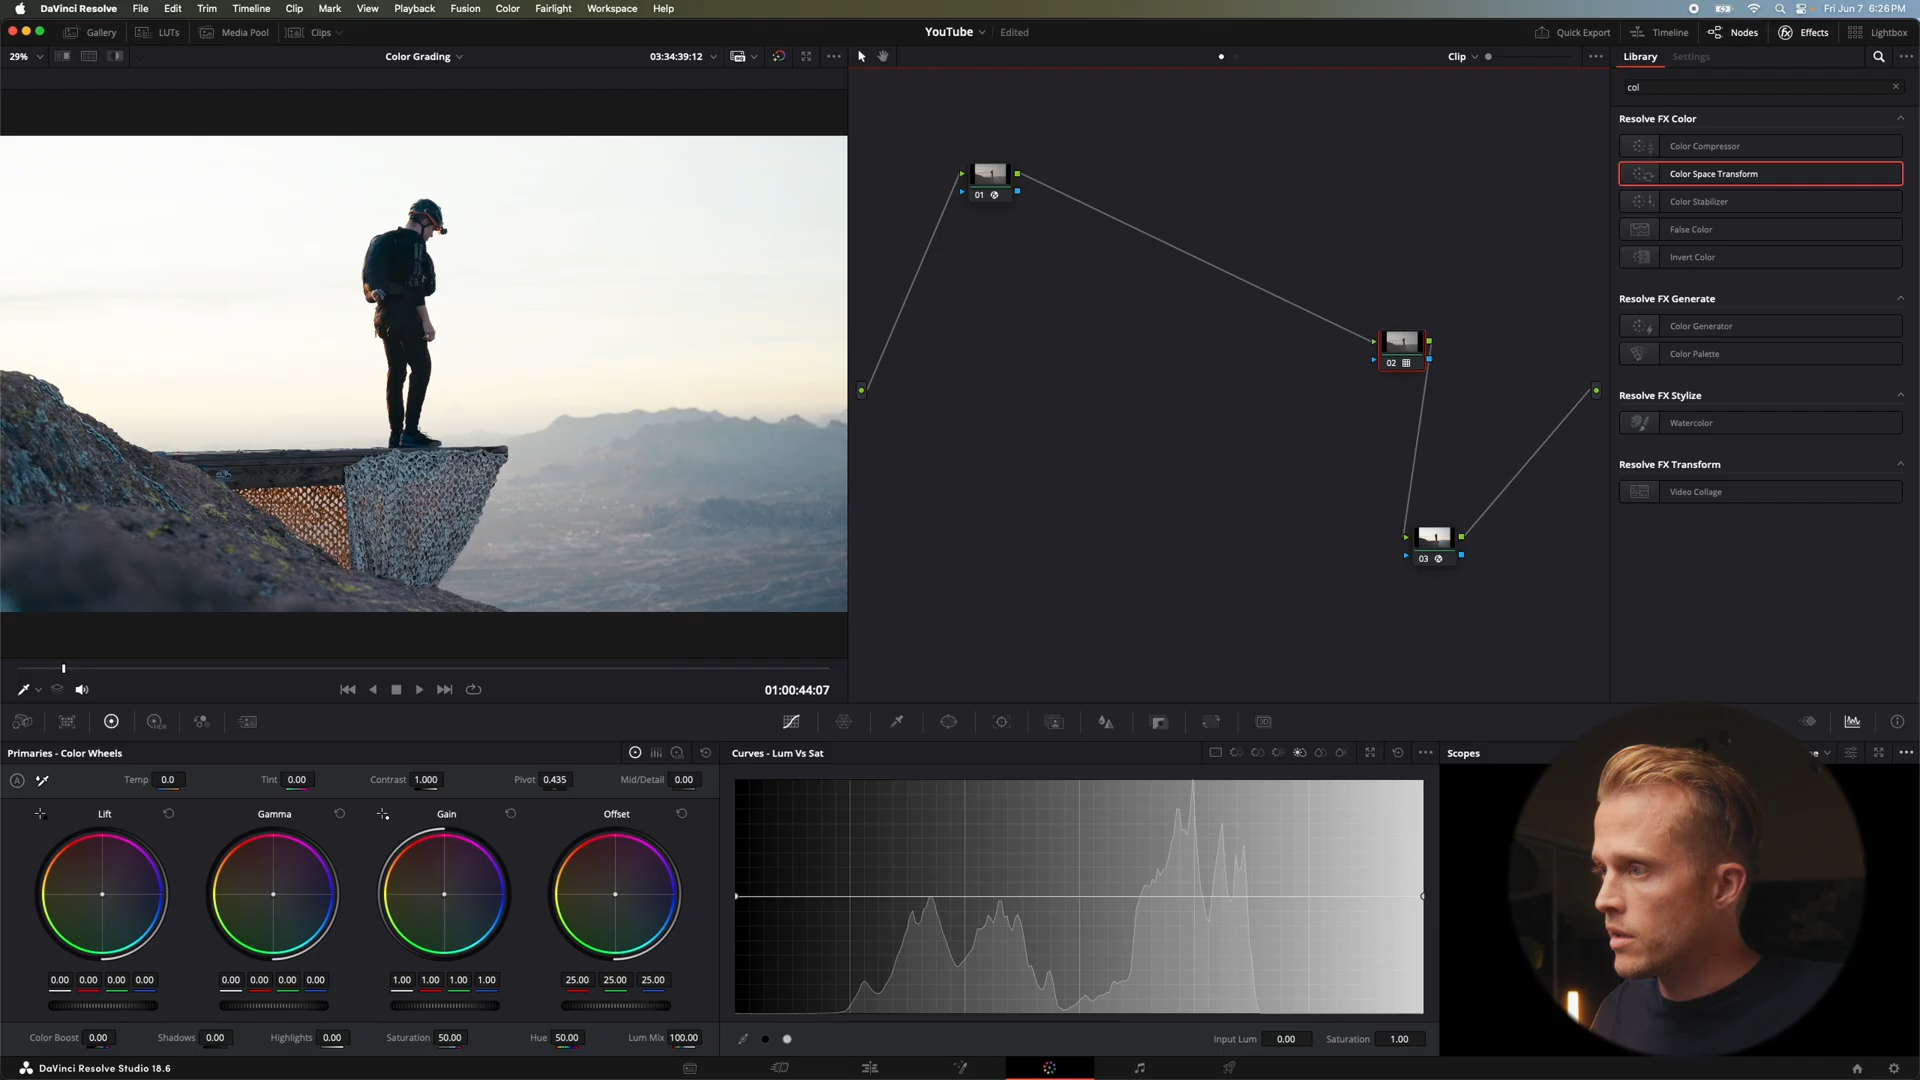 DaVinci Resolve File Edit Trim Timeline Clip Mark View Playback Fusion Color Fairlight Workspace Help Fri Jun 7 6:26 PM
Gallery LUTs Media Pool Clips YouTube Edited Quick Export Timeline Nodes Effects Lightbox
29% Color Grading 03:34:39:12 Clip Library Settings
col
Resolve FX Color
Color Compressor
Color Space Transform
Color Stabilizer
False Color
Invert Color
Resolve FX Generate
Color Generator
Color Palette
Resolve FX Stylize
Watercolor
Resolve FX Transform
Video Collage
01
02
03
01:00:44:07
HDR
3D
Primaries - Color Wheels
Curves - Lum Vs Sat
Scopes
A Temp 0.0 Tint 0.00 Contrast 1.000 Pivot 0.435 Mid/Detail 0.00
Lift Gamma Gain Offset
0.00 0.00 0.00 0.00 0.00 0.00 0.00 0.00 1.00 1.00 1.00 1.00 25.00 25.00 25.00
Color Boost 0.00 Shadows 0.00 Highlights 0.00 Saturation 50.00 Hue 50.00 Lum Mix 100.00
Input Lum 0.00 Saturation 1.00
DaVinci Resolve Studio 18.6